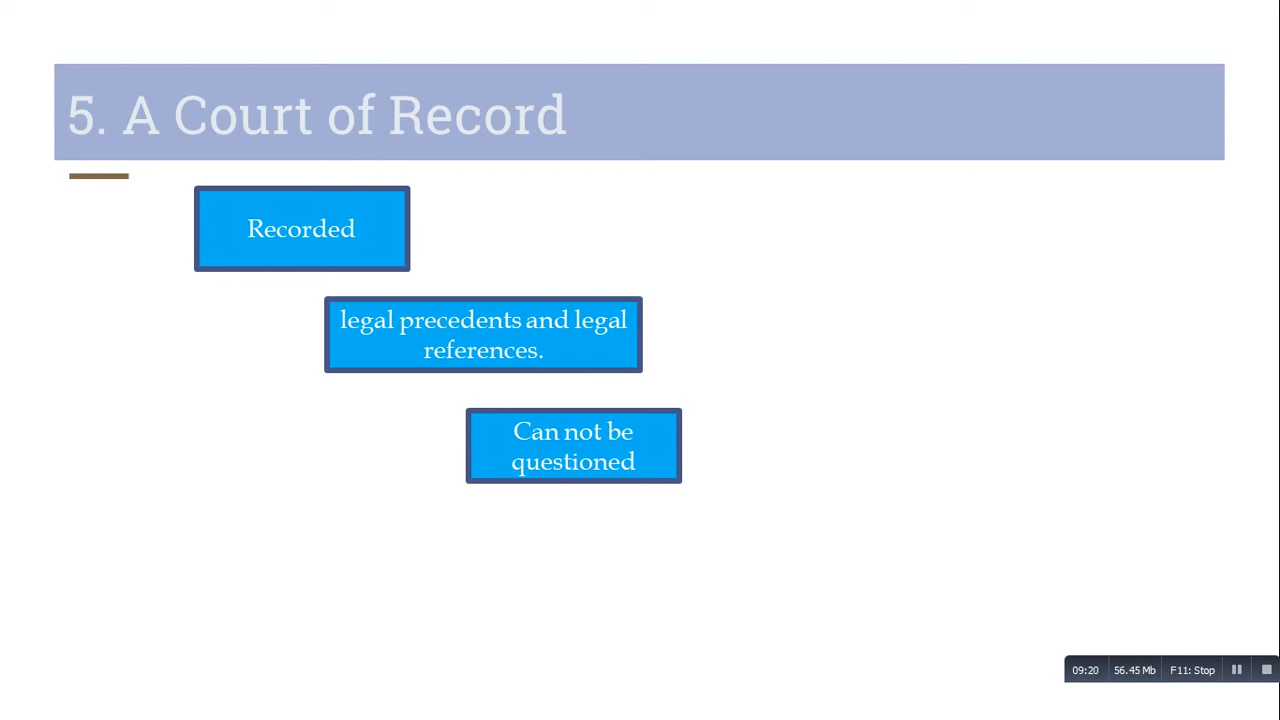 5. A Court of Record
Recorded
legal precedents and legal
references.
Can not be
questioned
09:20 56.45 Mb F11: Stop